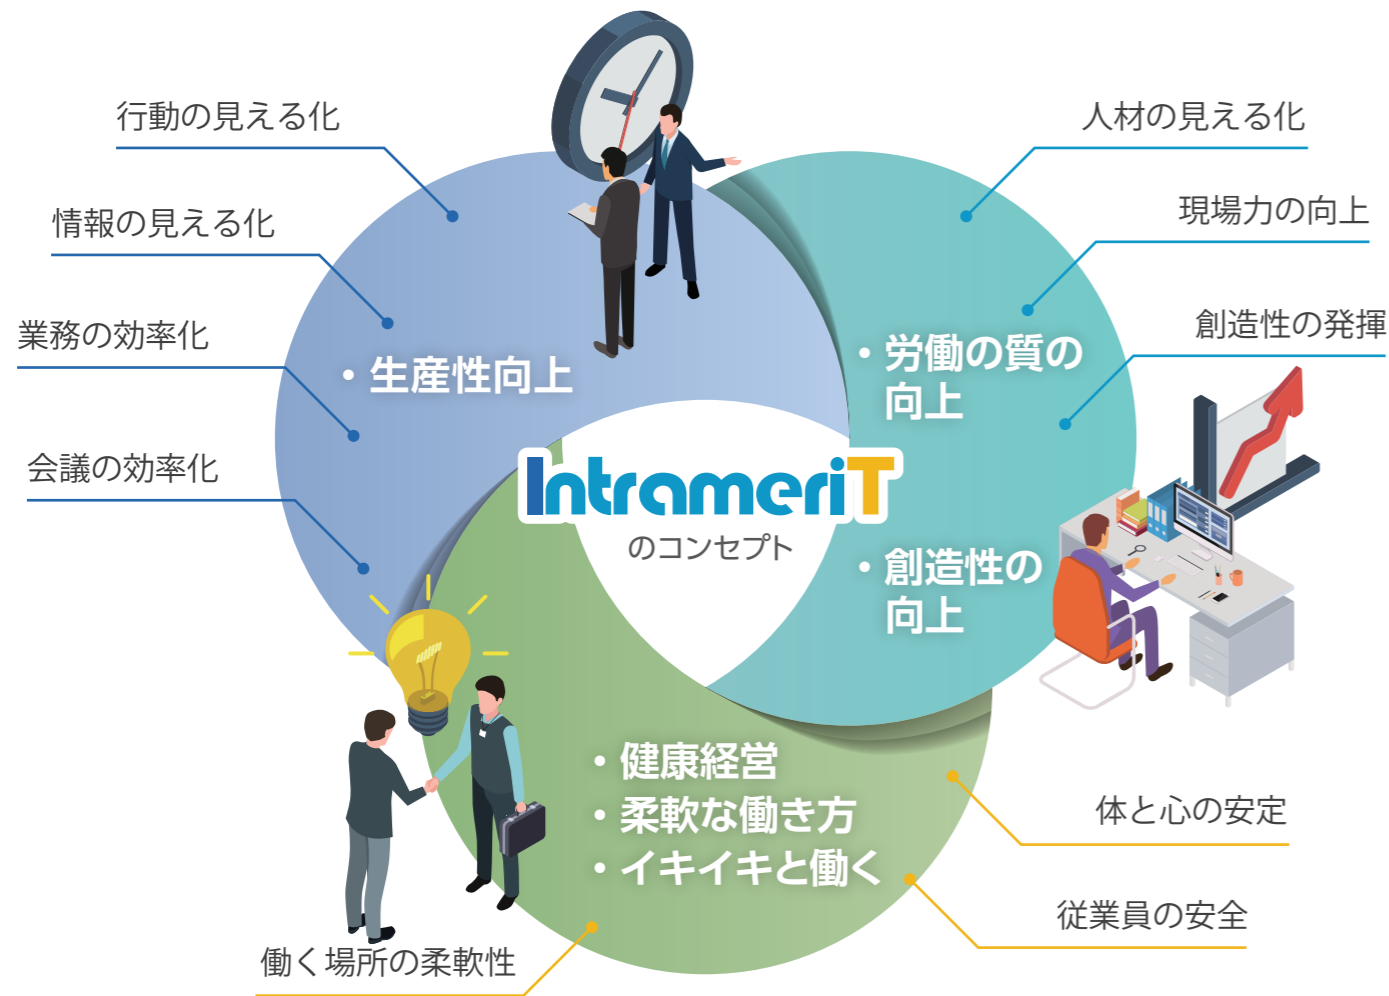 行動の見える化
情報の見える化
業務の効率化
会議の効率化
・生産性向上
人材の見える化
現場力の向上
創造性の発揮
・労働の質の
向上
・創造性の
向上
IntrameriT
のコンセプト
・健康経営
・柔軟な働き方
・イキイキと働く
体と心の安定
従業員の安全
働く場所の柔軟性